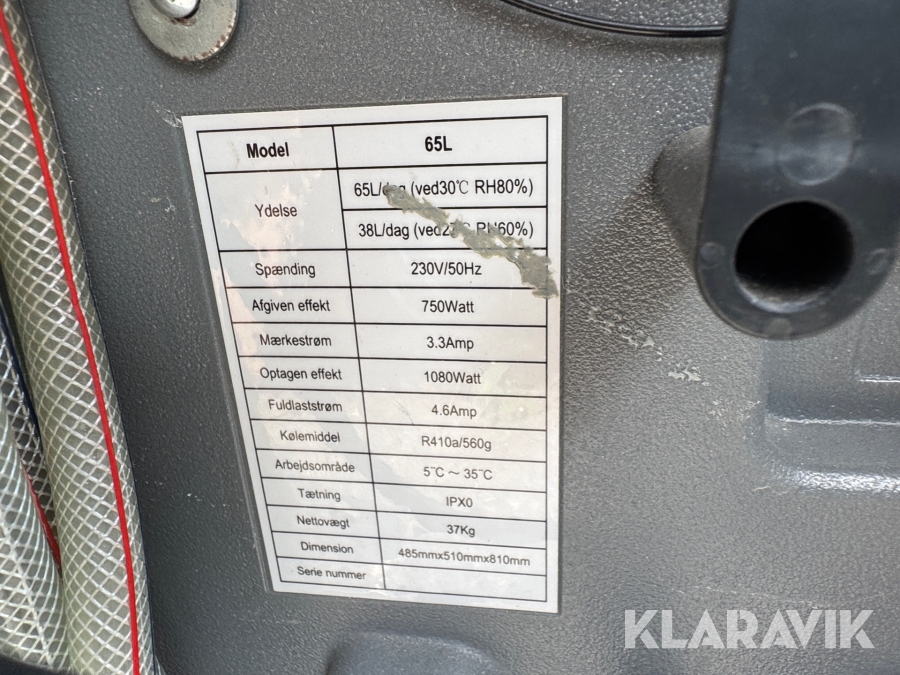 Model 65L
Ydelse 65L/dag (ved30℃ RH80%)
38L/dag RH60%)
Spænding 230V/50Hz
Afgiven effekt 750Watt
Mærkestrøm 3.3Amp
Optagen effekt 1080Watt
Fuldlaststrøm 4.6Amp
Kølemiddel R410a/560g
Arbejdsområde 5℃ ~ 35℃
Tætning IPX0
Nettovægt 37Kg
Dimension 485mmx510mmx810mm
Serie nummer
KLARAVIK